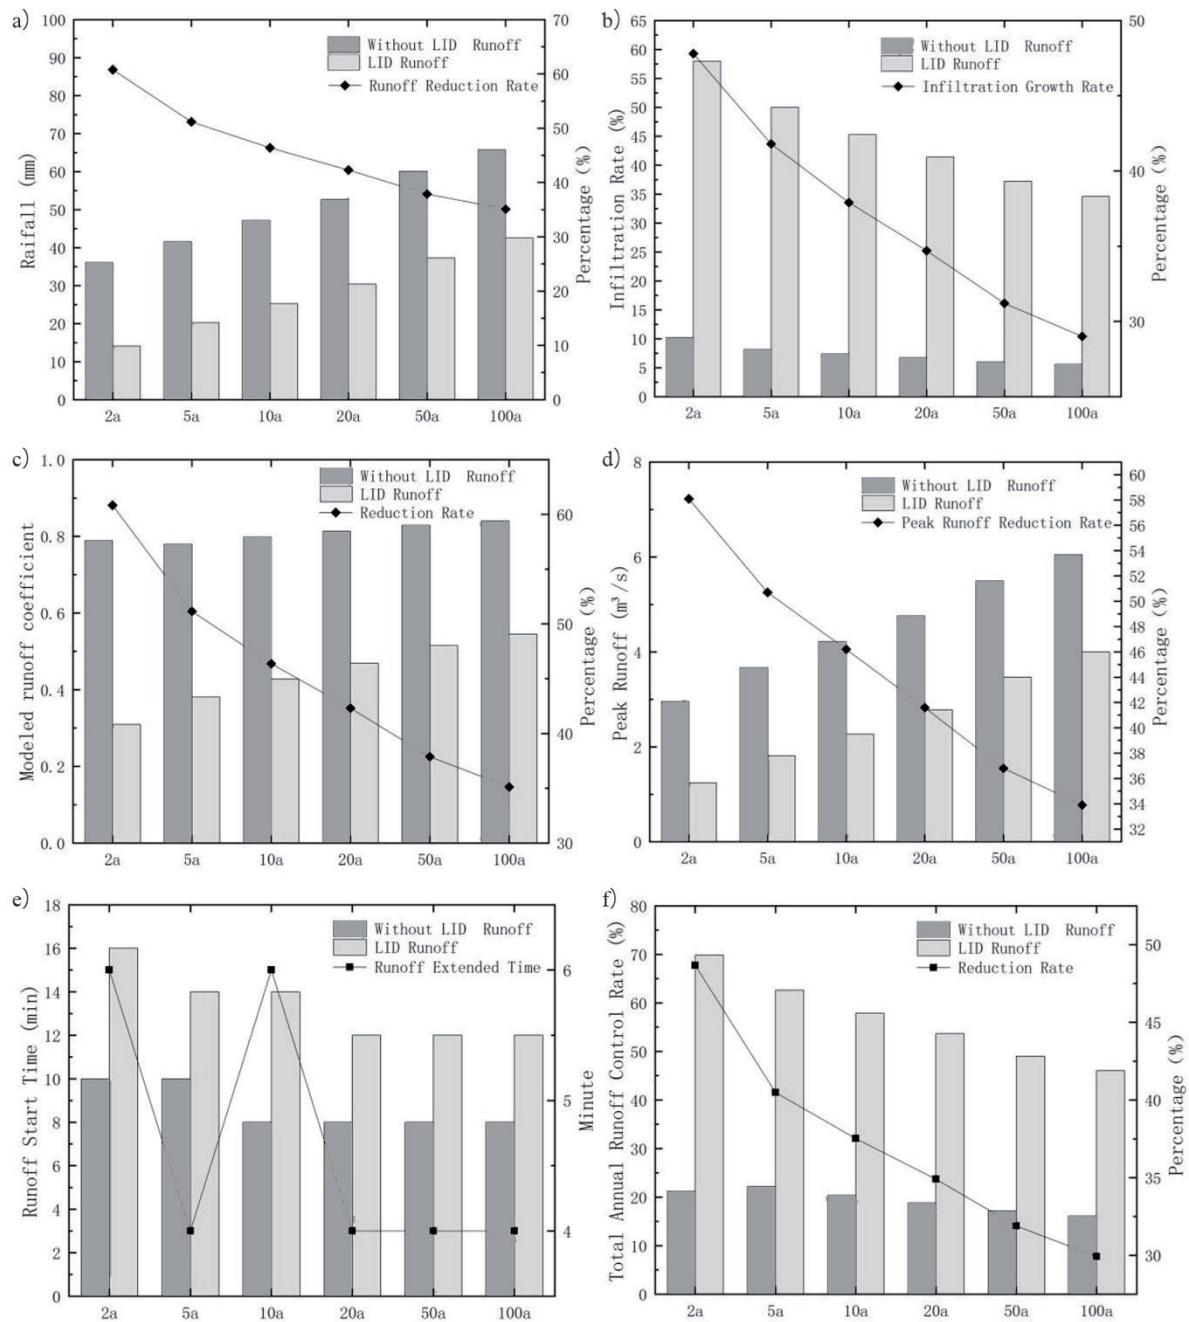 a)
100
90
80
70
60
50
40
30
20
10
0
Raifall (mm)
Without LID Runoff
LID Runoff
Runoff Reduction Rate
70
60
50
40
30
20
10
0
Percentage (%)
2a 5a 10a 20a 50a 100a
b)
65
60
55
50
45
40
35
30
25
20
15
10
5
0
Infiltration Rate (%)
Without LID Runoff
LID Runoff
Infiltration Growth Rate
50
40
30
Percentage (%)
2a 5a 10a 20a 50a 100a
c)
1.0
0.8
0.6
0.4
0.2
0.0
Modeled runoff coefficient
Without LID Runoff
LID Runoff
Reduction Rate
60
50
40
30
Percentage (%)
2a 5a 10a 20a 50a 100a
d)
8
6
4
2
0
Peak Runoff (m³/s)
Without LID Runoff
LID Runoff
Peak Runoff Reduction Rate
60
58
56
54
52
50
48
46
44
42
40
38
36
34
32
Percentage (%)
2a 5a 10a 20a 50a 100a
e)
18
16
14
12
10
8
6
4
2
0
Runoff Start Time (min)
Without LID Runoff
LID Runoff
Runoff Extended Time
6
5
4
Minute
2a 5a 10a 20a 50a 100a
f)
80
70
60
50
40
30
20
10
0
Total Annual Runoff Control Rate (%)
Without LID Runoff
LID Runoff
Reduction Rate
50
45
40
35
30
Percentage (%)
2a 5a 10a 20a 50a 100a